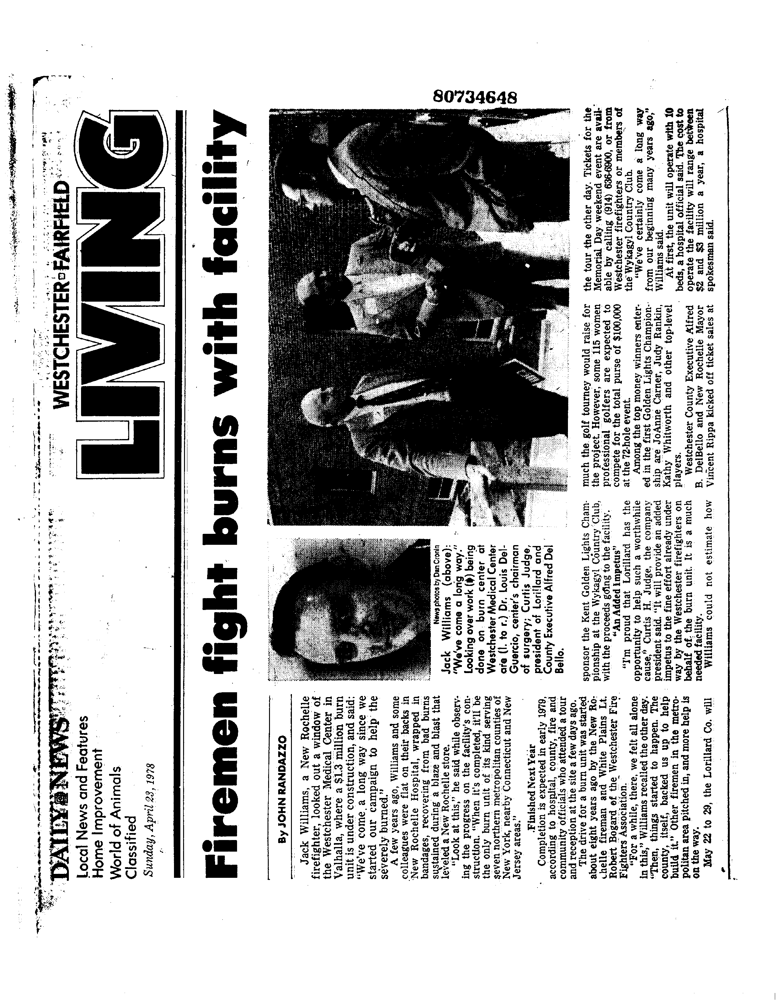 80734648
DAILY NEWS
Local News and Features
Home Improvement
World of Animals
Classified
Sunday, April 23, 1978
WESTCHESTER FAIRFIELD
LIVING
Firemen fight burns with facility
By JOHN RANDAZZO
Jack Williams, a New Rochelle
firefighter, looked out a window of
the Westchester Medical Center in
Valhalla, where a $1.3 million burn
unit is under construction, and said:
"We've come a long way since we
started our campaign to help the
severely burned."
A few years ago, Williams and some
colleagues were flat on their backs in
New Rochelle Hospital, wrapped in
bandages, recovering from bad burns
sustained during a blaze and blast that
leveled a New Rochelle store.
"Look at this," he said while observ-
ing the progress on the facility's con-
struction. "When it's completed, it'll be
the only burn unit of its kind serving
seven northern metropolitan counties of
New York, nearby Connecticut and New
Jersey areas."
Finished Next Year
Completion is expected in early 1979,
according to hospital, county, fire and
community officials who attended a tour
and reception at the site a few days ago.
The drive for a burn unit was started
about eight years ago by the New Ro-
chelle firemen and White Plains Lt.
Robert Bogard of the Westchester Fire
Fighters Association.
"For a while, there, we felt all alone
in this," Williams recalled the other day.
"Then, things started to happen. The
county, itself, backed us up to help
build it." Other firemen in the metro-
politan area pitched in, and more help is
on the way.
May 22 to 29, the Lorillard Co. will
News photos by Dan Cronin
Jack Williams (above):
"We've come a long way."
Looking over work (#) being
done on burn center at
Westchester Medical Center
are (l. to r.) Dr. Louis Del-
Guercio, center's chairman
of surgery; Curtis Judge,
president of Lorillard and
County Executive Alfred Del
Bello.
sponsor the Kent Golden Lights Cham-
pionship at the Wykagyl Country Club,
with the proceeds going to the facility.
"An Added Impetus"
"I'm proud that Lorillard has the
opportunity to help such a worthwhile
cause," Curtis H. Judge, the company
president said. "It will provide an added
impetus to the fine effort already under
way by the Westchester firefighters on
behalf of the burn unit. It is a much
needed facility."
Williams could not estimate how
much the golf tourney would raise for
the project. However, some 115 women
professional golfers are expected to
compete for the total purse of $100,000
at the 72-hole event.
Among the top money winners enter-
ed in the first Golden Lights Champion-
ship are JoAnne Carner, Judy Rankin,
Kathy Whitworth and other top-level
players.
Westchester County Executive Alfred
B. DelBello and New Rochelle Mayor
Vincent Rippa kicked off ticket sales at
the tour the other day. Tickets for the
Memorial Day weekend event are avail-
able by calling (914) 636-6900, or from
Westchester firefighters or members of
the Wykagyl Country Club.
"We've certainly come a long way
from our beginning many years ago,"
Williams said.
At first, the unit will operate with 10
beds, a hospital official said. The cost to
operate the facility will range between
$2 and $3 million a year, a hospital
spokesman said.